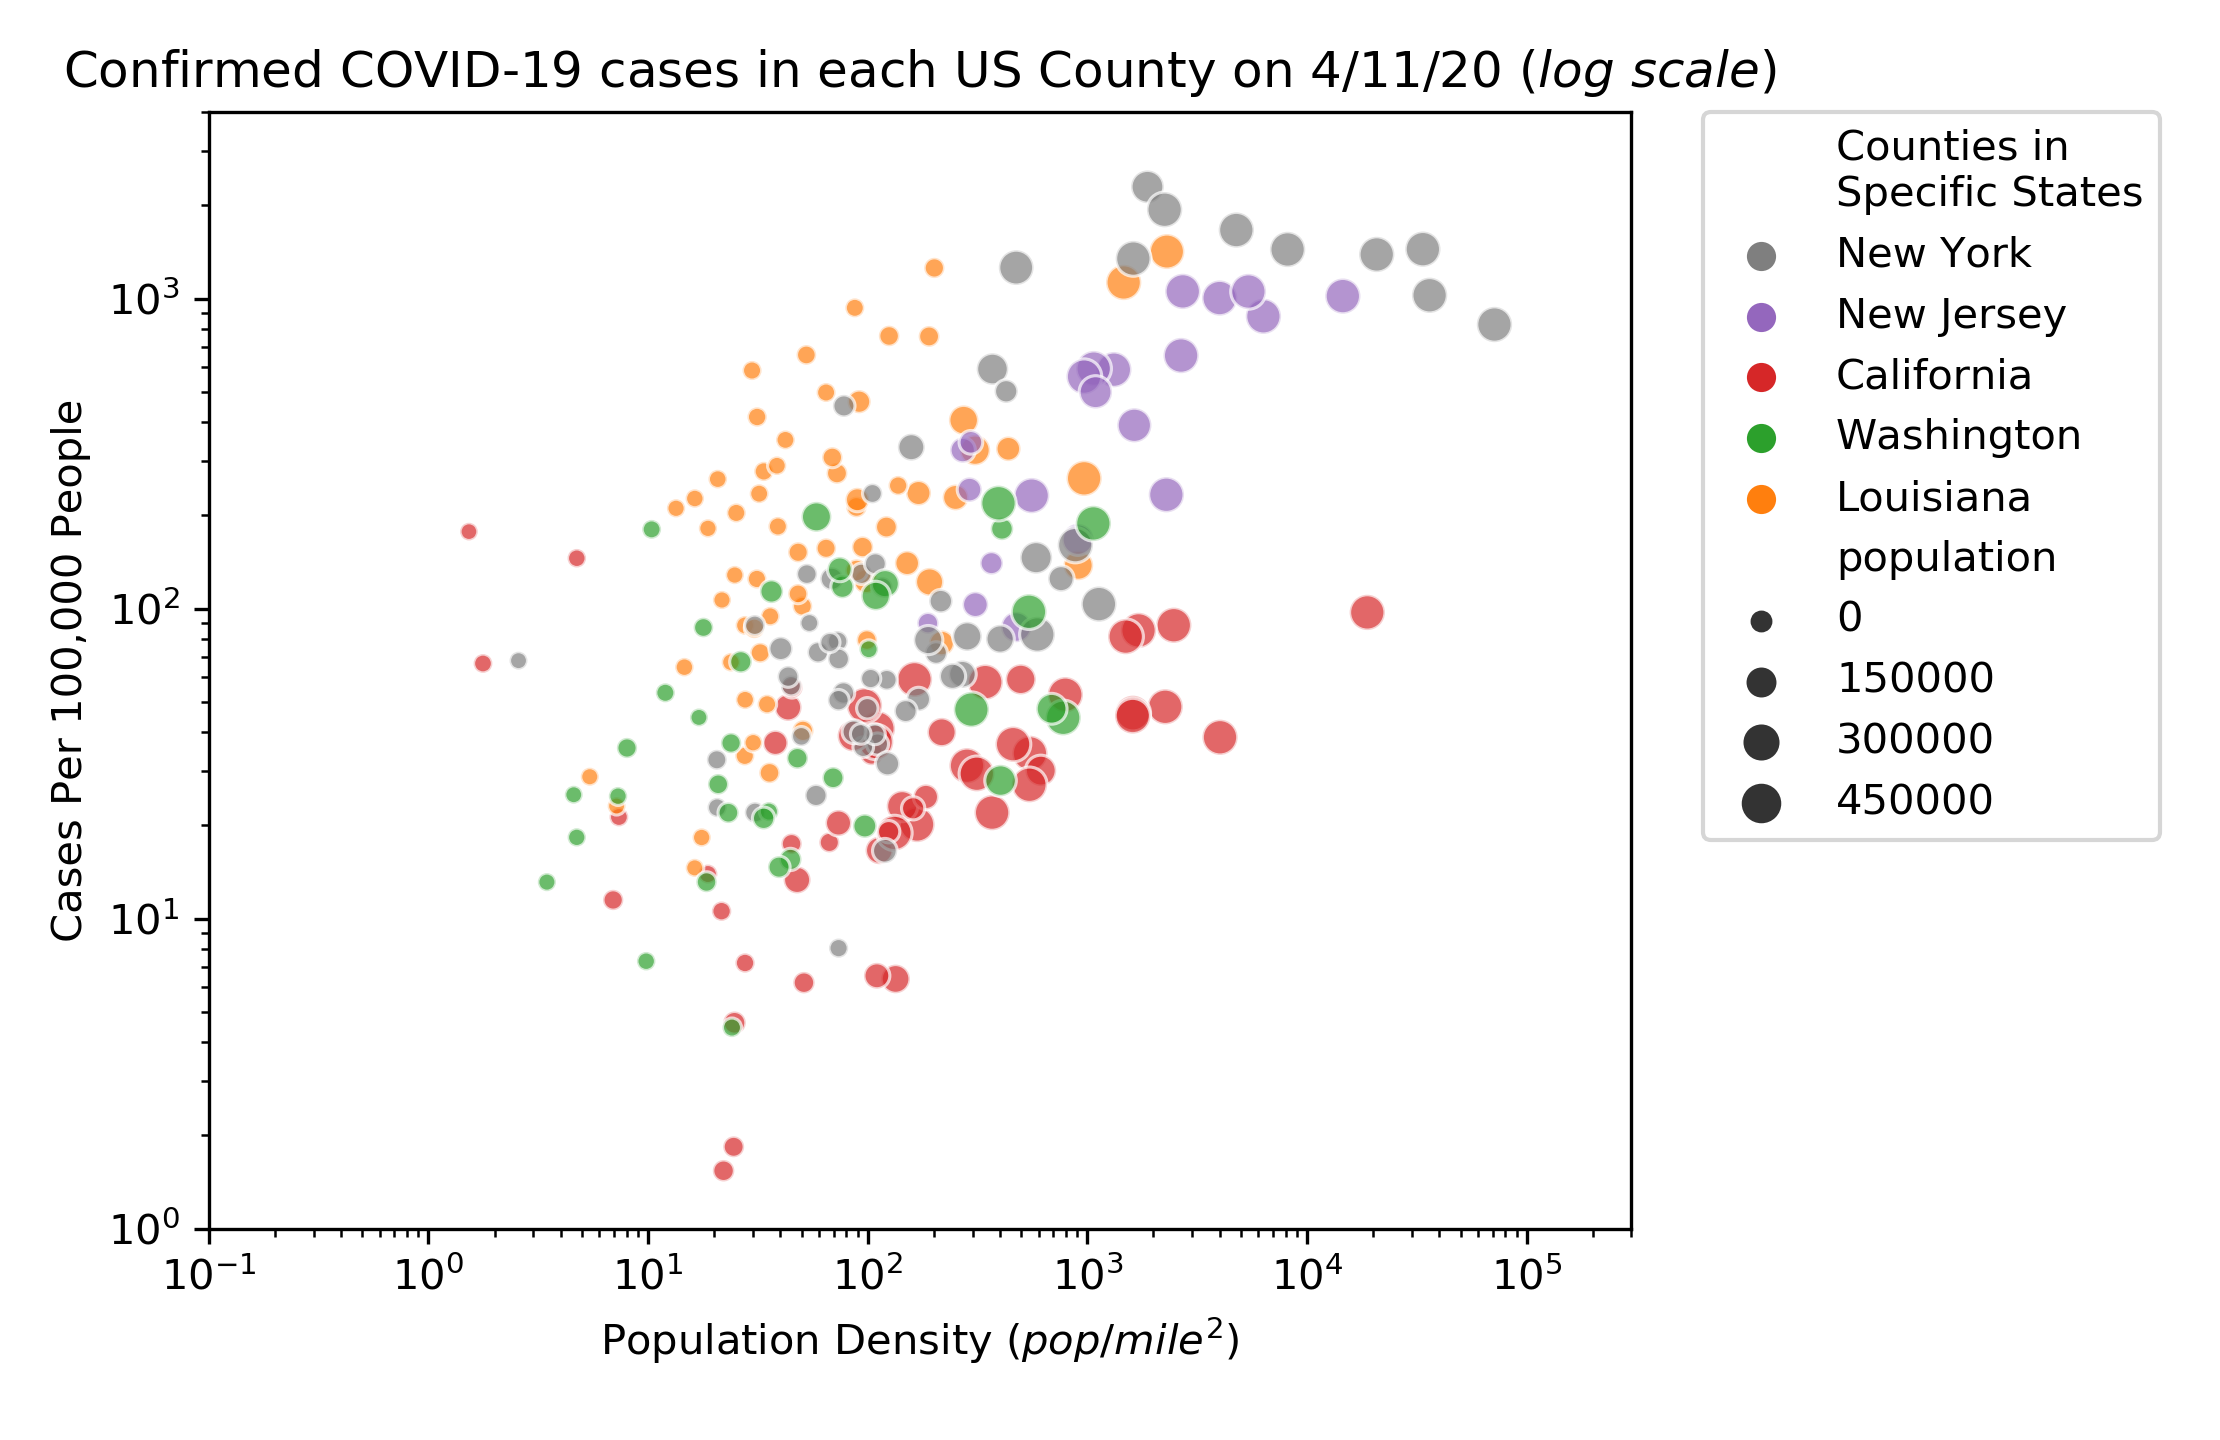 Confirmed COVID-19 cases in each US County on 4/11/20 (log scale)
Cases Per 100,000 People
10³
10²
10¹
10⁰
10⁻¹ 10⁰ 10¹ 10² 10³ 10⁴ 10⁵
Population Density (pop/mile²)
Counties in
Specific States
New York
New Jersey
California
Washington
Louisiana
population
0
150000
300000
450000